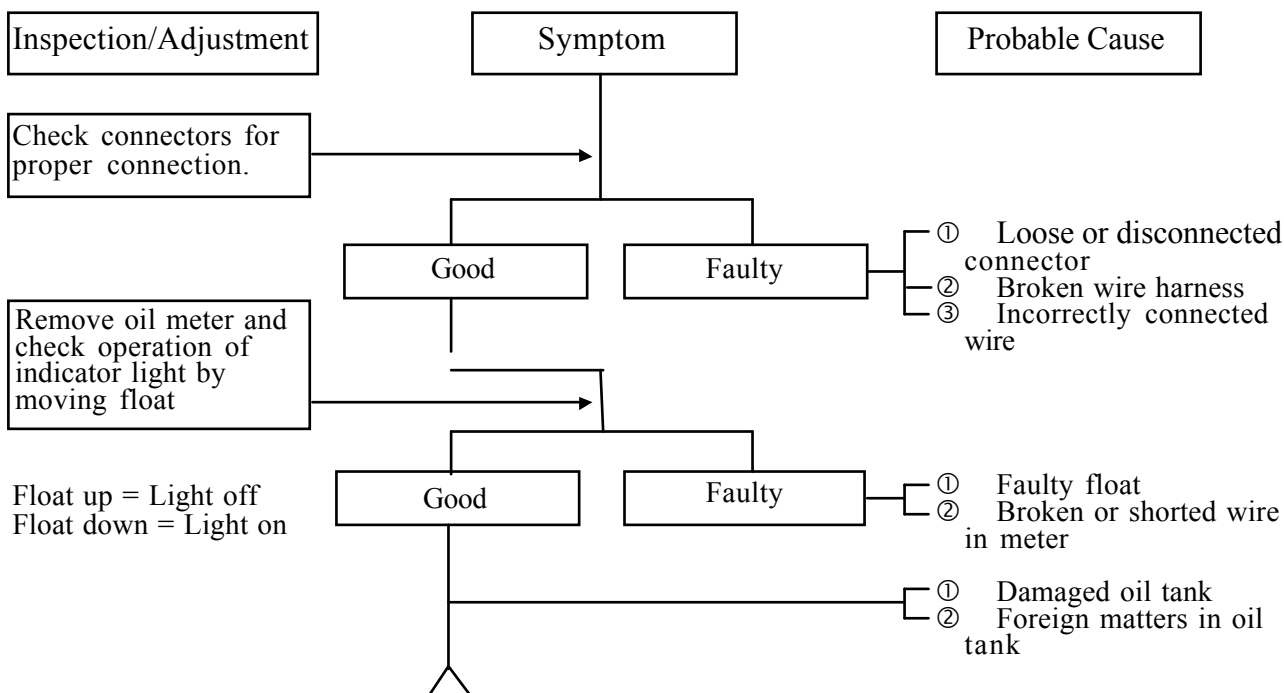 Inspection/Adjustment
Symptom
Probable Cause
Check connectors for
proper connection.
Good
Faulty
① Loose or disconnected
connector
② Broken wire harness
③ Incorrectly connected
wire
Remove oil meter and
check operation of
indicator light by
moving float
Float up = Light off
Float down = Light on
Good
Faulty
① Faulty float
② Broken or shorted wire
in meter
① Damaged oil tank
② Foreign matters in oil
tank